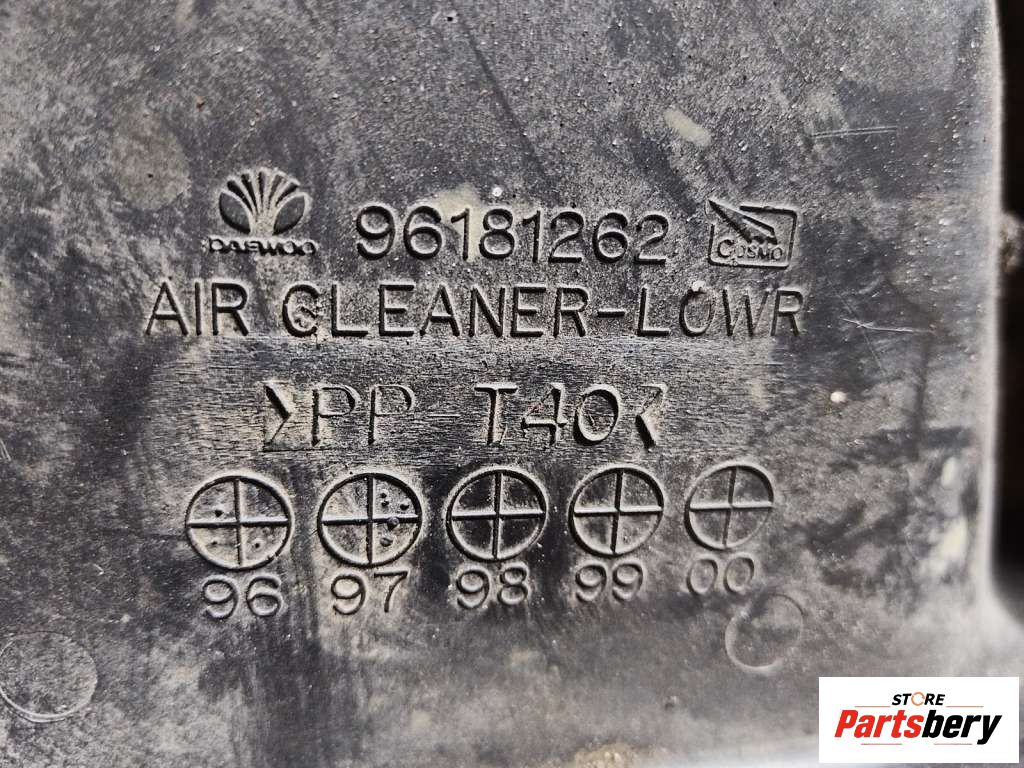 DAEWOO 96181262 COSMO
AIR CLEANER-LOWR
>PP T40<
96 97 98 99 00
STORE
Partsbery